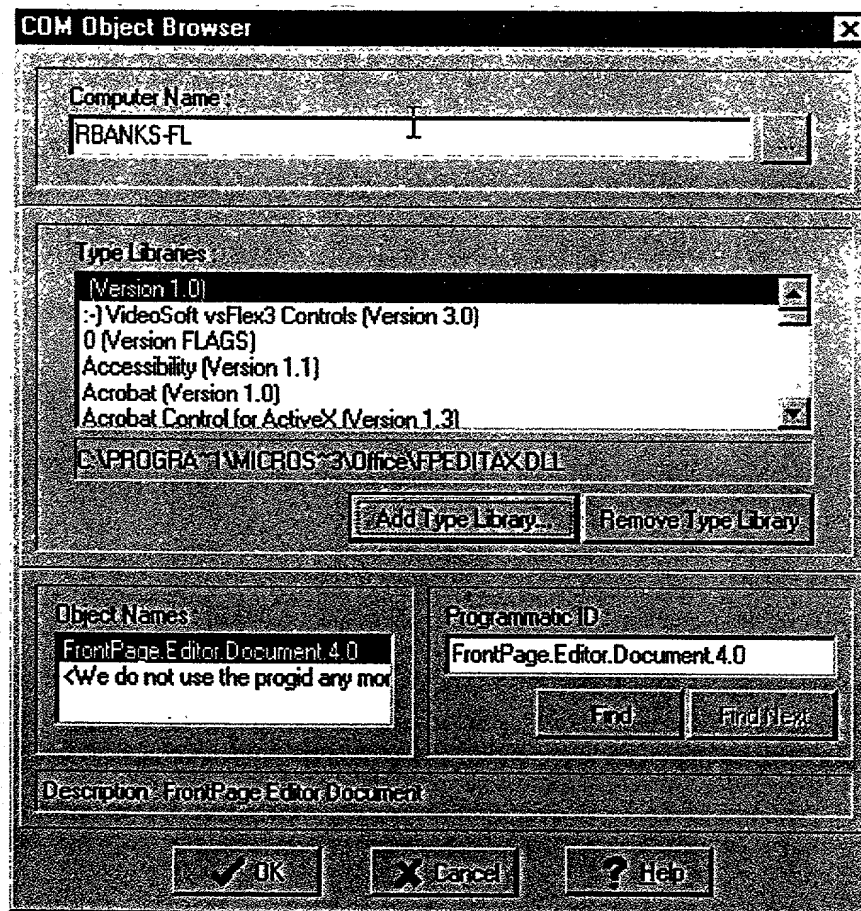 COM Object Browser
Computer Name :
RBANKS-FL
...
Type Libraries :
(Version 1.0)
:-) VideoSoft vsFlex3 Controls (Version 3.0)
0 (Version FLAGS)
Accessibility (Version 1.1)
Acrobat (Version 1.0)
Acrobat Control for ActiveX (Version 1.3)
C:\PROGRA~1\MICROS~3\Office\FPEDITAX.DLL
Add Type Library... Remove Type Library
Object Names :
FrontPage.Editor.Document.4.0
<We do not use the progid any mor
Programmatic ID :
FrontPage.Editor.Document.4.0
Find Find Next
Description : FrontPage Editor.Document
OK Cancel Help